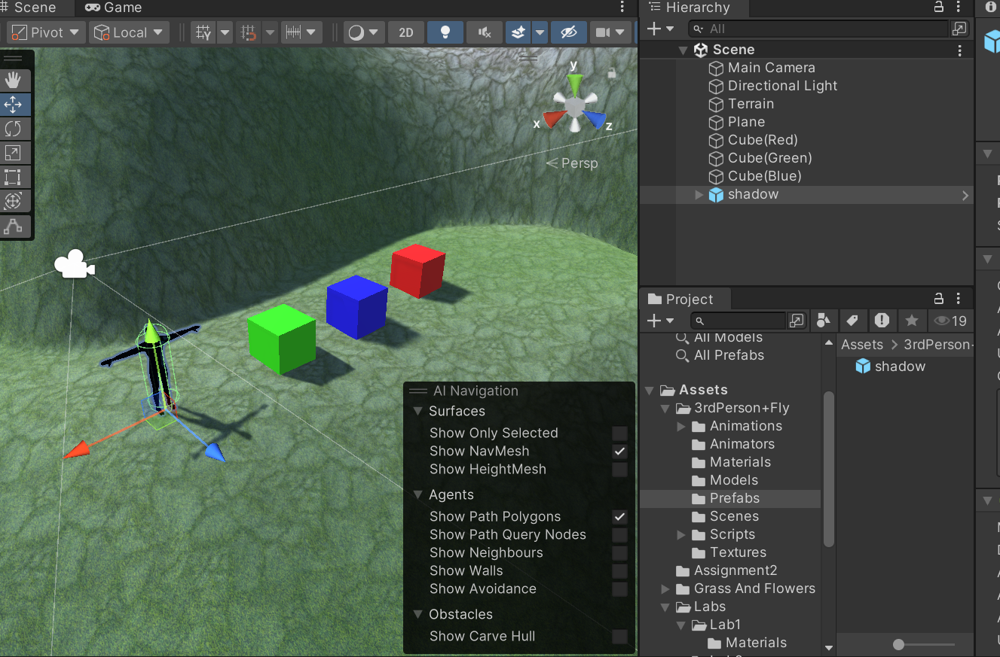 Scene
Game
Pivot
Local
2D
y
x
z
Persp
AI Navigation
Surfaces
Show Only Selected
Show NavMesh
Show HeightMesh
Agents
Show Path Polygons
Show Path Query Nodes
Show Neighbours
Show Walls
Show Avoidance
Obstacles
Show Carve Hull
Hierarchy
All
Scene
Main Camera
Directional Light
Terrain
Plane
Cube(Red)
Cube(Green)
Cube(Blue)
shadow
Project
19
All Models
All Prefabs
Assets
3rdPerson+Fly
Animations
Animators
Materials
Models
Prefabs
Scenes
Scripts
Textures
Assignment2
Grass And Flowers
Labs
Lab1
Materials
Assets > 3rdPerson-
shadow